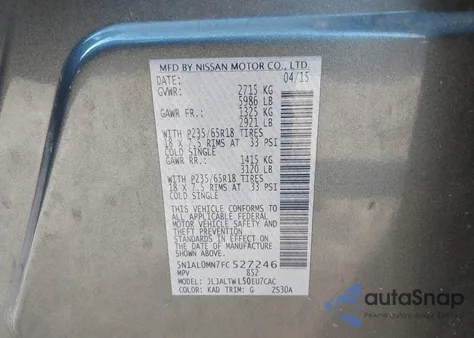 MFD BY NISSAN MOTOR CO., LTD.
DATE 04/15
GVWR: 2715 KG
5986 LB
GAWR FR.: 1325 KG
2921 LB
WITH P235/65R18 TIRES
18 X 7.5 RIMS AT 33 PSI
COLD SINGLE
GAWR RR.: 1415 KG
3120 LB
WITH P235/65R18 TIRES
18 X 7.5 RIMS AT 33 PSI
COLD SINGLE
THIS VEHICLE CONFORMS TO
ALL APPLICABLE FEDERAL
MOTOR VEHICLE SAFETY
STANDARDS IN EFFECT ON
THE DATE OF MANUFACTURE
SHOWN ABOVE.
5N1AL0MN7FC527246
MPV 852
MODEL: JLJALTWL50EU7CAC
COLOR: KAD TRIM: G Z530A
autoSnap